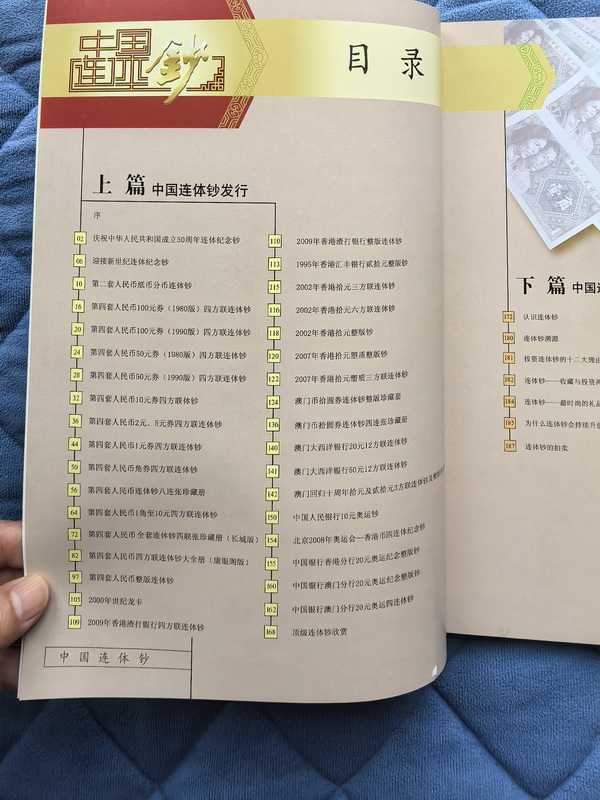 中国
连体钞
目 录
上 篇 中国连体钞发行
序
02 庆祝中华人民共和国成立50周年连体纪念钞
06 迎接新世纪连体纪念钞
10 第二套人民币纸币分币连体钞
16 第四套人民币100元券（1980版）四方联连体钞
20 第四套人民币100元券（1990版）四方联连体钞
24 第四套人民币50元券（1980版）四方联连体钞
28 第四套人民币50元券（1990版）四方联连体钞
32 第四套人民币10元券四方联体钞
36 第四套人民币2元、5元券四方联连体钞
44 第四套人民币1元券四方联连体钞
50 第四套人民币角券四方联连体钞
56 第四套人民币连体钞八连张珍藏册
64 第四套人民币1角至10元四方联连体钞
72 第四套人民币全套连体钞四联张珍藏册（长城版）
82 第四套人民币四方联连体钞大全册（康银阁版）
97 第四套人民币整版连体钞
105 2000年世纪龙卡
109 2009年香港渣打银行四方联连体钞
110 2009年香港渣打银行整版连体钞
113 1995年香港汇丰银行贰拾元整版钞
115 2002年香港拾元三方联连体钞
116 2002年香港拾元六方联连体钞
118 2002年香港拾元整版钞
120 2007年香港拾元塑质整版钞
122 2007年香港拾元塑质三方联连体钞
124 澳门币拾圆券连体钞整版珍藏套
136 澳门币拾圆券连体钞四连张珍藏册
140 澳门大西洋银行20元12方联连体钞
141 澳门大西洋银行50元12方联连体钞
142 澳门回归十周年拾元及贰拾元3方联连体钞及整版
150 中国人民银行10元奥运钞
154 北京2008年奥运会—香港币四连体纪念钞
155 中国银行香港分行20元奥运纪念整版钞
160 中国银行澳门分行20元奥运纪念整版钞
162 中国银行澳门分行20元奥运四连体钞
168 顶级连体钞欣赏
中国连体钞
下 篇 中国连
172 认识连体钞
180 连体钞溯源
181 投资连体钞的十二大理由
182 连体钞——收藏与投资两
184 连体钞——最时尚的礼品
185 为什么连体钞会持续升值
187 连体钞的拍卖